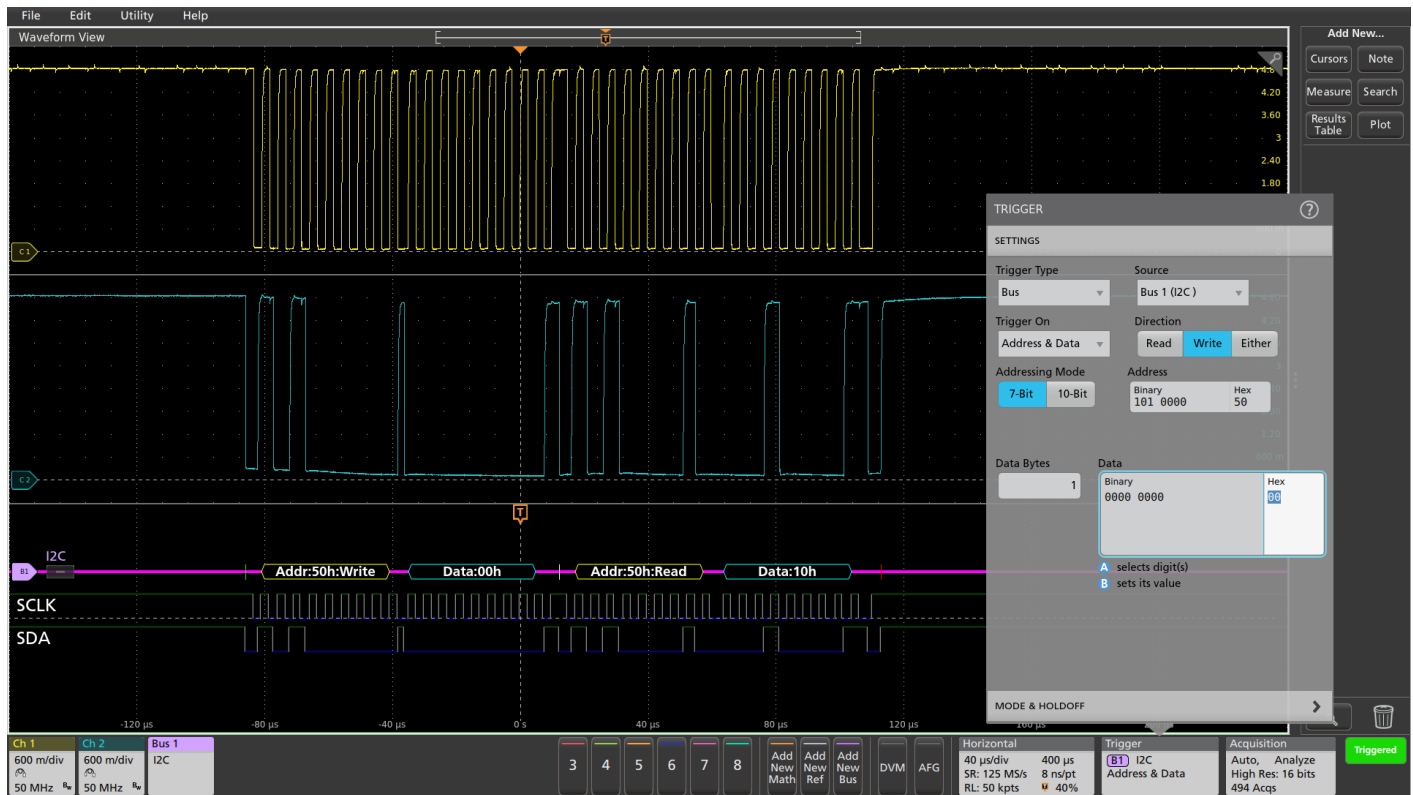 File Edit Utility Help
Waveform View
T
Add New...
Cursors Note
Measure Search
Results Table Plot
4.20
3.60
3
2.40
1.80
C1
C2
TRIGGER ?
SETTINGS
Trigger Type Source
Bus Bus 1 (I2C )
Trigger On Direction
Address & Data Read Write Either
Addressing Mode Address
7-Bit 10-Bit Binary Hex
101 0000 50
Data Bytes Data
1 Binary Hex
0000 0000 00
A selects digit(s)
B sets its value
MODE & HOLDOFF
T
I2C
B1 Addr:50h:Write Data:00h Addr:50h:Read Data:10h
SCLK
SDA
-120 µs -80 µs -40 µs 0 s 40 µs 80 µs 120 µs 160 µs
Ch 1
600 m/div
50 MHz Bw
Ch 2
600 m/div
50 MHz Bw
Bus 1
I2C
3 4 5 6 7 8
Add New Math
Add New Ref
Add New Bus
DVM AFG
Horizontal
40 µs/div 400 µs
SR: 125 MS/s 8 ns/pt
RL: 50 kpts 40%
Trigger
B1 I2C
Address & Data
Acquisition
Auto, Analyze
High Res: 16 bits
494 Acqs
Triggered